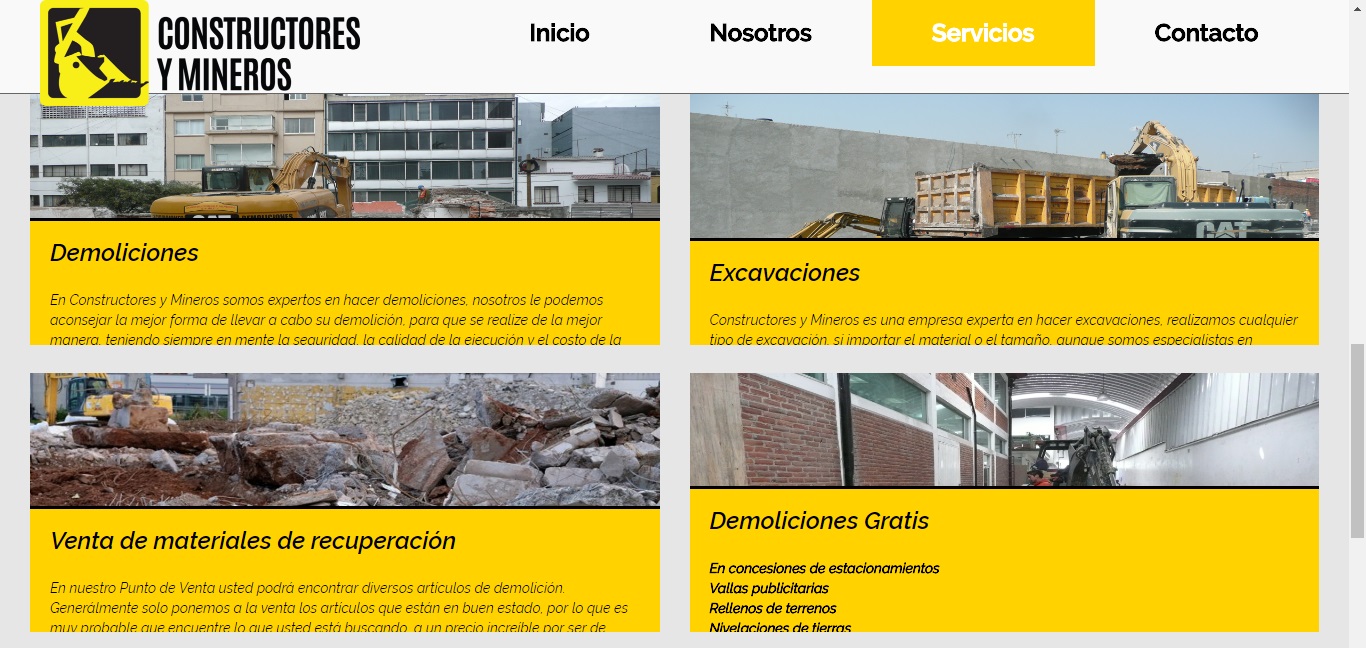 CONSTRUCTORES
Y MINEROS
Inicio
Nosotros
Servicios
Contacto
CAT DEMOLICIONES
CAT
Demoliciones
En Constructores y Mineros somos expertos en hacer demoliciones, nosotros le podemos
aconsejar la mejor forma de llevar a cabo su demolición, para que se realize de la mejor
manera, teniendo siempre en mente la seguridad, la calidad de la ejecución y el costo de la
Excavaciones
Constructores y Mineros es una empresa experta en hacer excavaciones, realizamos cualquier
tipo de excavación, si importar el material o el tamaño, aunque somos especialistas en
Venta de materiales de recuperación
En nuestro Punto de Venta usted podrá encontrar diversos artículos de demolición.
Generálmente solo ponemos a la venta los artículos que están en buen estado, por lo que es
muy probable que encuentre lo que usted está buscando, a un precio increible por ser de
Demoliciones Gratis
En concesiones de estacionamientos
Vallas publicitarias
Rellenos de terrenos
Nivelaciones de tierras